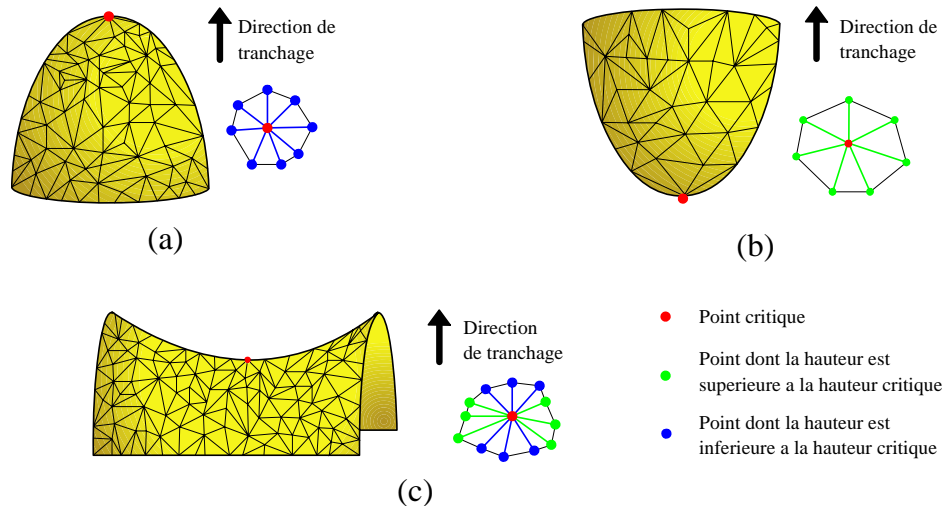 Direction de
tranchage
(a)
Direction de
tranchage
(b)
Direction
de tranchage
(c)
Point critique
Point dont la hauteur est
superieure a la hauteur critique
Point dont la hauteur est
inferieure a la hauteur critique